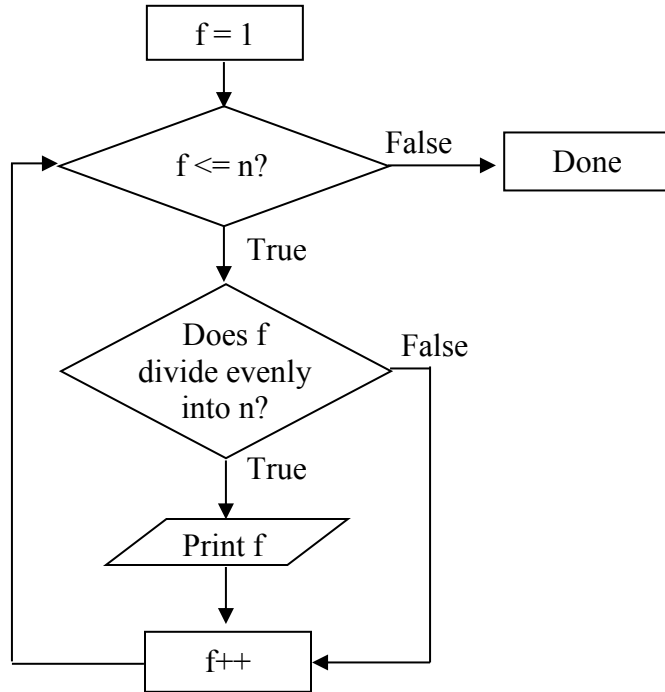 f = 1
f <= n?
False
Done
True
Does f
divide evenly
into n?
False
True
Print f
f++